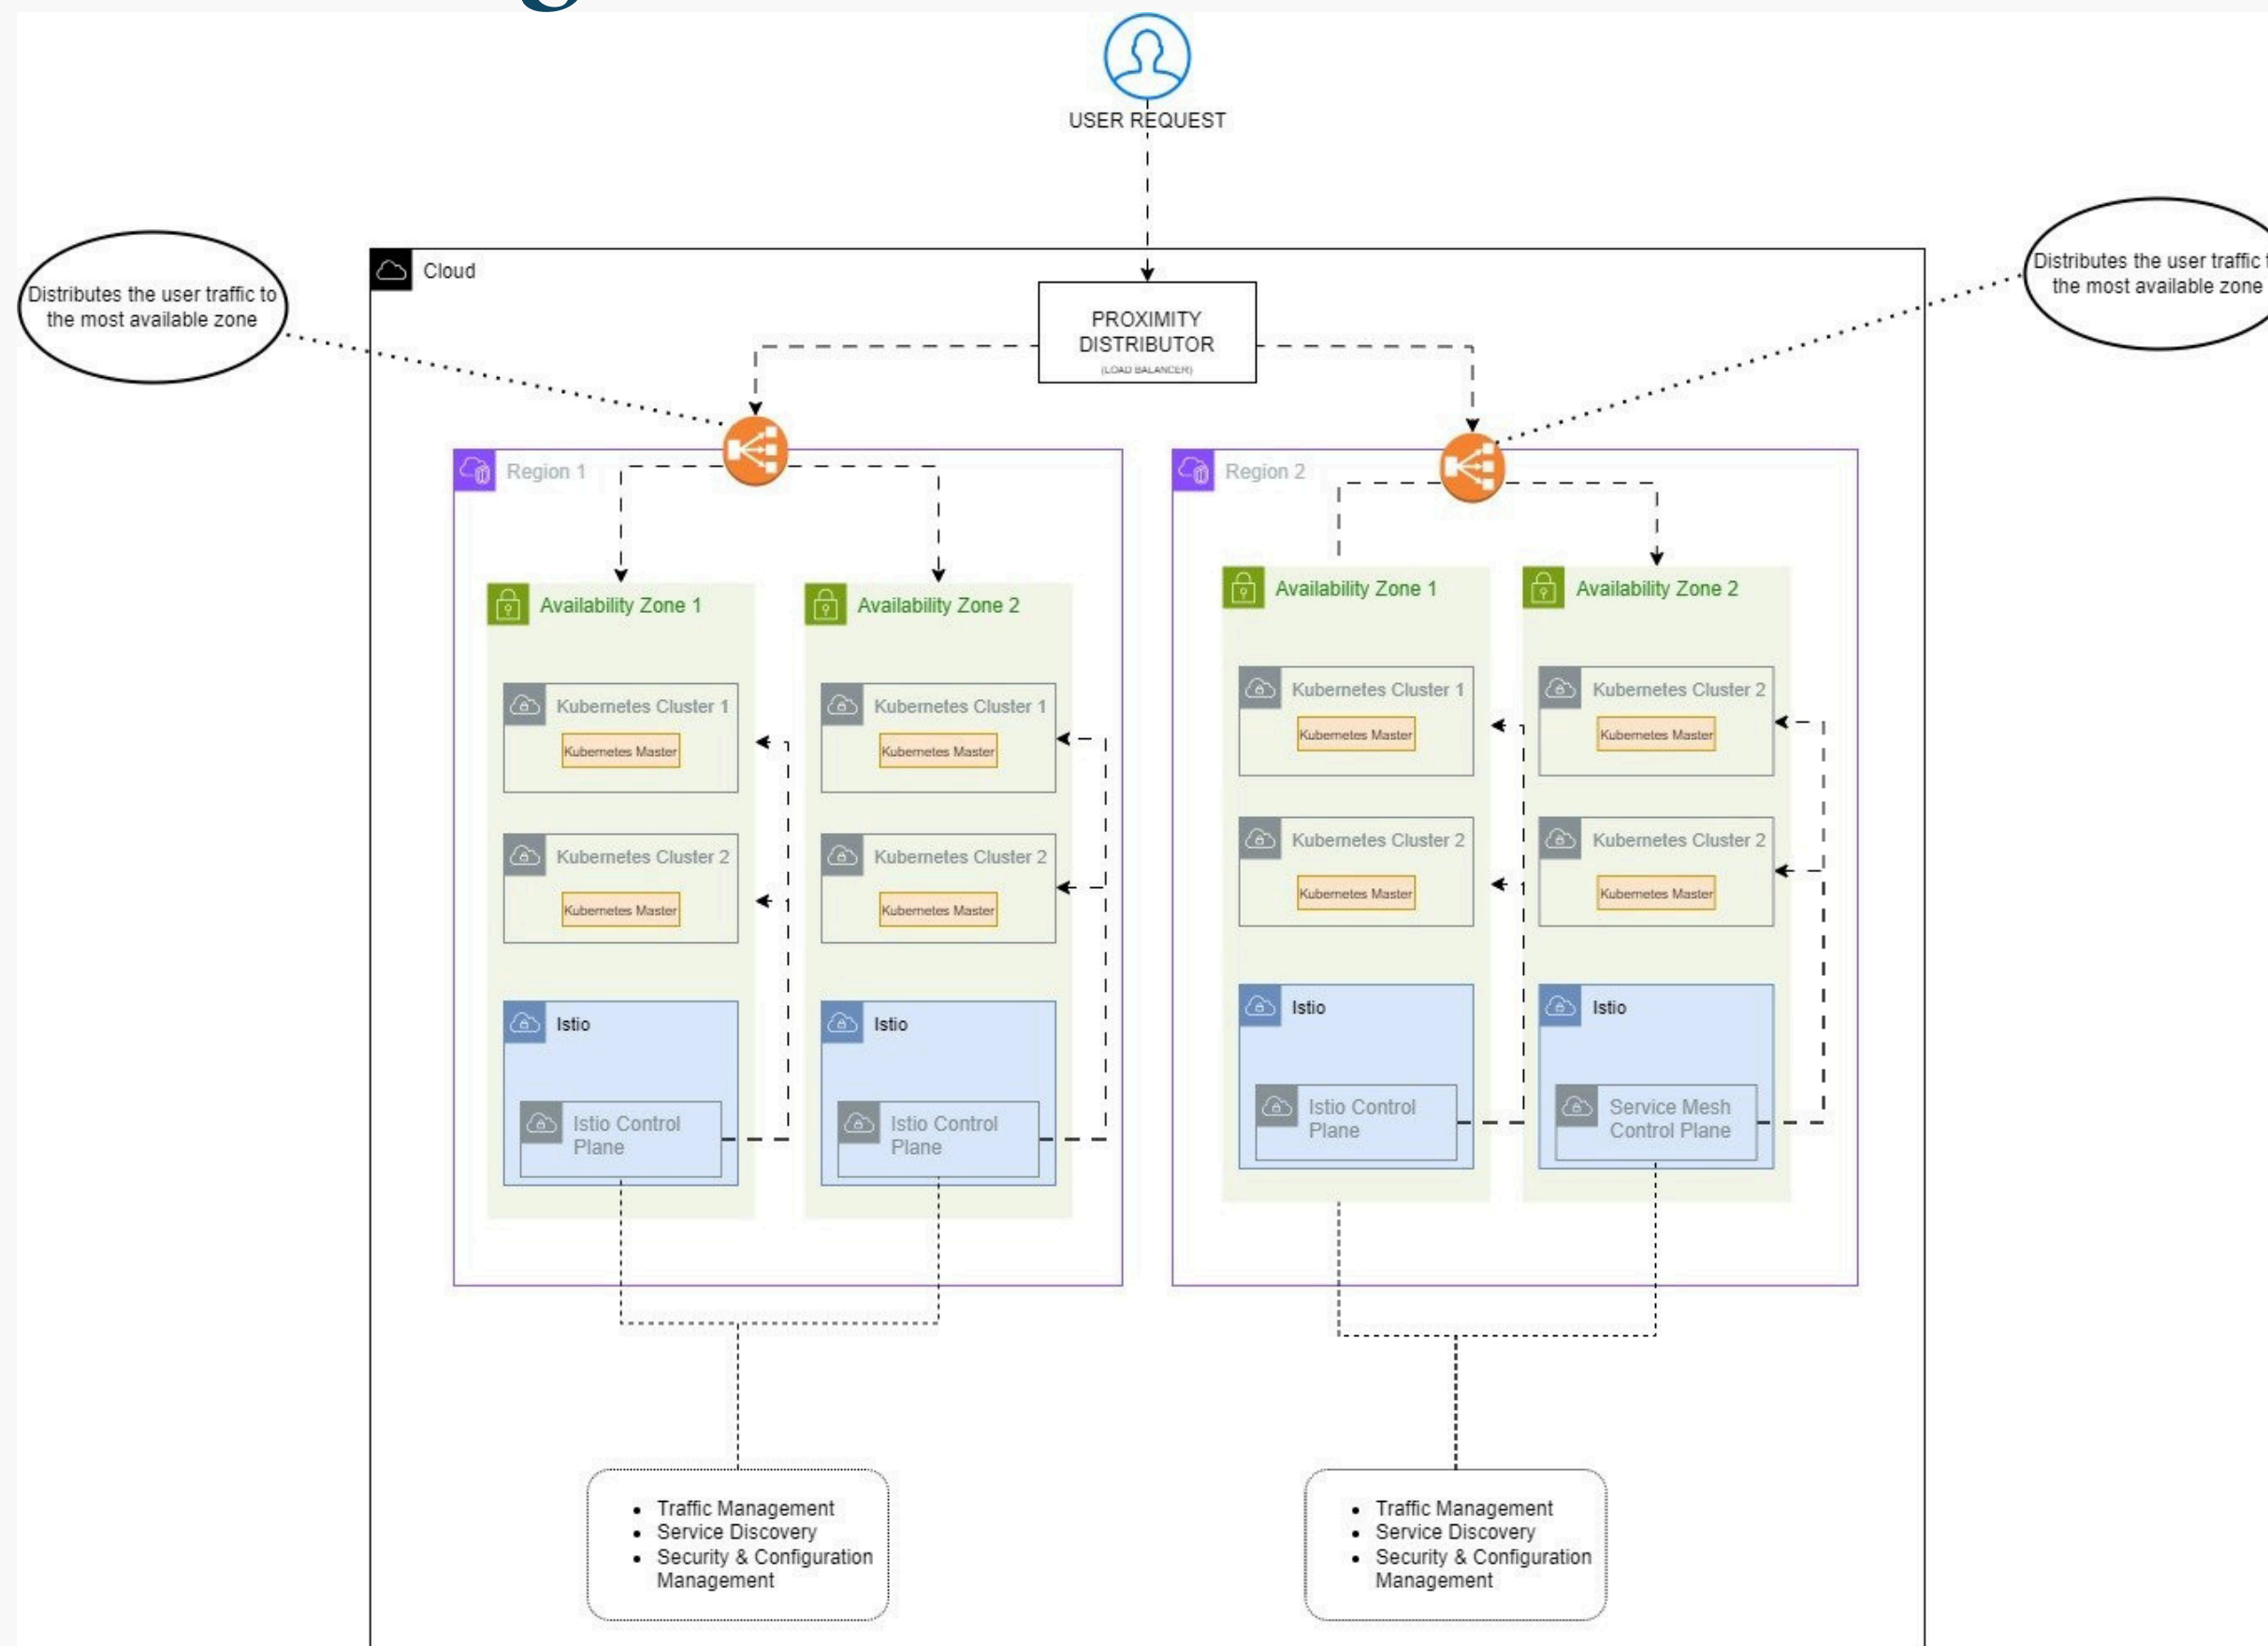 USER REQUEST
Cloud
Distributes the user traffic to
the most available zone
PROXIMITY
DISTRIBUTOR
(LOAD BALANCER)
Distributes the user traffic
the most available zone
Region 1
Region 2
Availability Zone 1
Availability Zone 2
Availability Zone 1
Availability Zone 2
Kubernetes Cluster 1
Kubernetes Master
Kubernetes Cluster 1
Kubernetes Master
Kubernetes Cluster 1
Kubernetes Master
Kubernetes Cluster 2
Kubernetes Master
Kubernetes Cluster 2
Kubernetes Master
Kubernetes Cluster 2
Kubernetes Master
Kubernetes Cluster 2
Kubernetes Master
Kubernetes Cluster 2
Kubernetes Master
Istio
Istio Control
Plane
Istio
Istio Control
Plane
Istio
Istio Control
Plane
Istio
Service Mesh
Control Plane
• Traffic Management
• Service Discovery
• Security & Configuration
Management
• Traffic Management
• Service Discovery
• Security & Configuration
Management